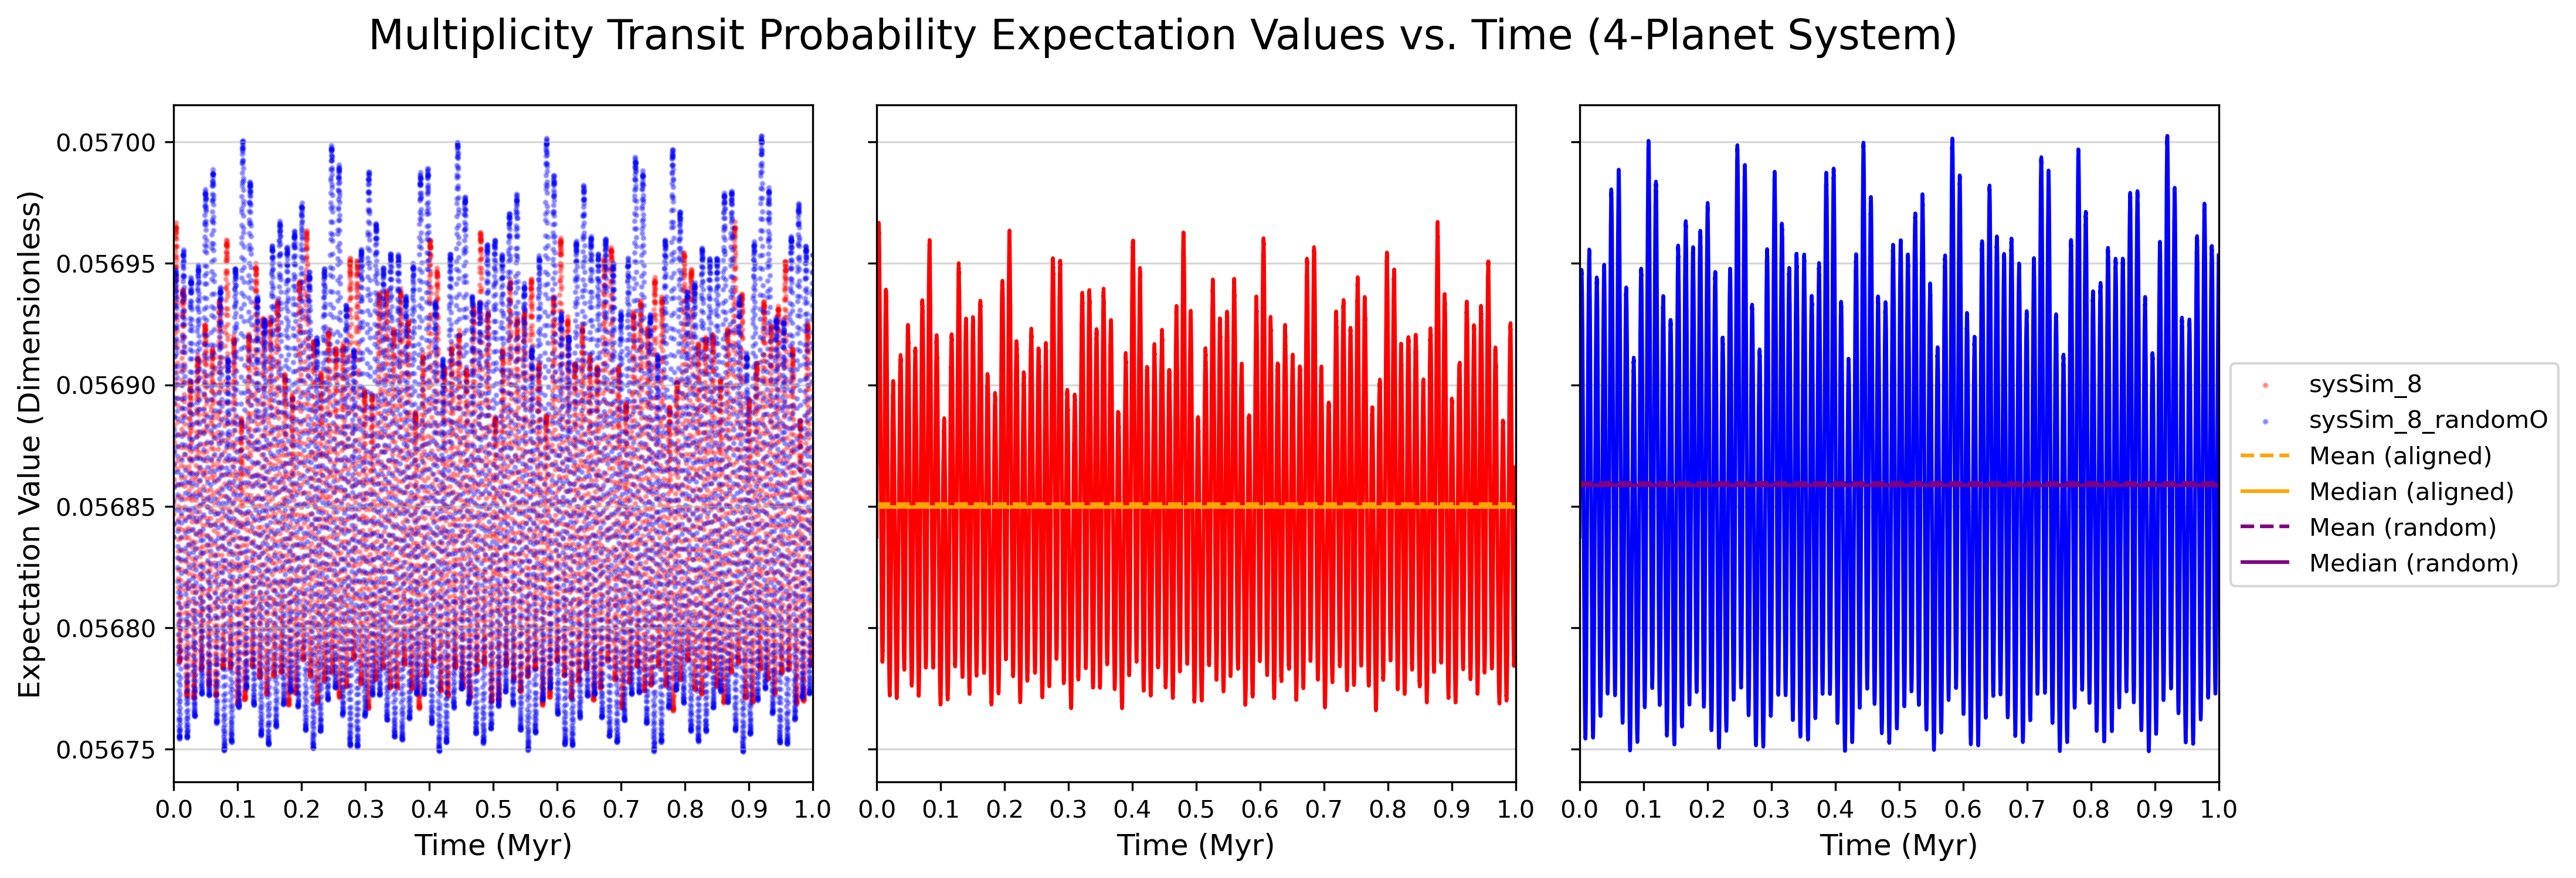 Multiplicity Transit Probability Expectation Values vs. Time (4-Planet System)
Expectation Value (Dimensionless)
0.05700
0.05695
0.05690
0.05685
0.05680
0.05675
0.0 0.1 0.2 0.3 0.4 0.5 0.6 0.7 0.8 0.9 1.0
Time (Myr)
0.0 0.1 0.2 0.3 0.4 0.5 0.6 0.7 0.8 0.9 1.0
Time (Myr)
0.0 0.1 0.2 0.3 0.4 0.5 0.6 0.7 0.8 0.9 1.0
Time (Myr)
sysSim_8
sysSim_8_randomO
Mean (aligned)
Median (aligned)
Mean (random)
Median (random)